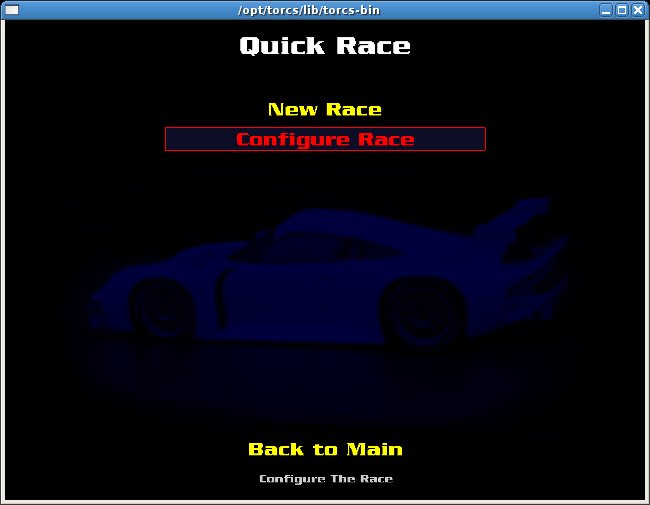 /opt/torcs/lib/torcs-bin
Quick Race
New Race
Configure Race
Back to Main
Configure The Race